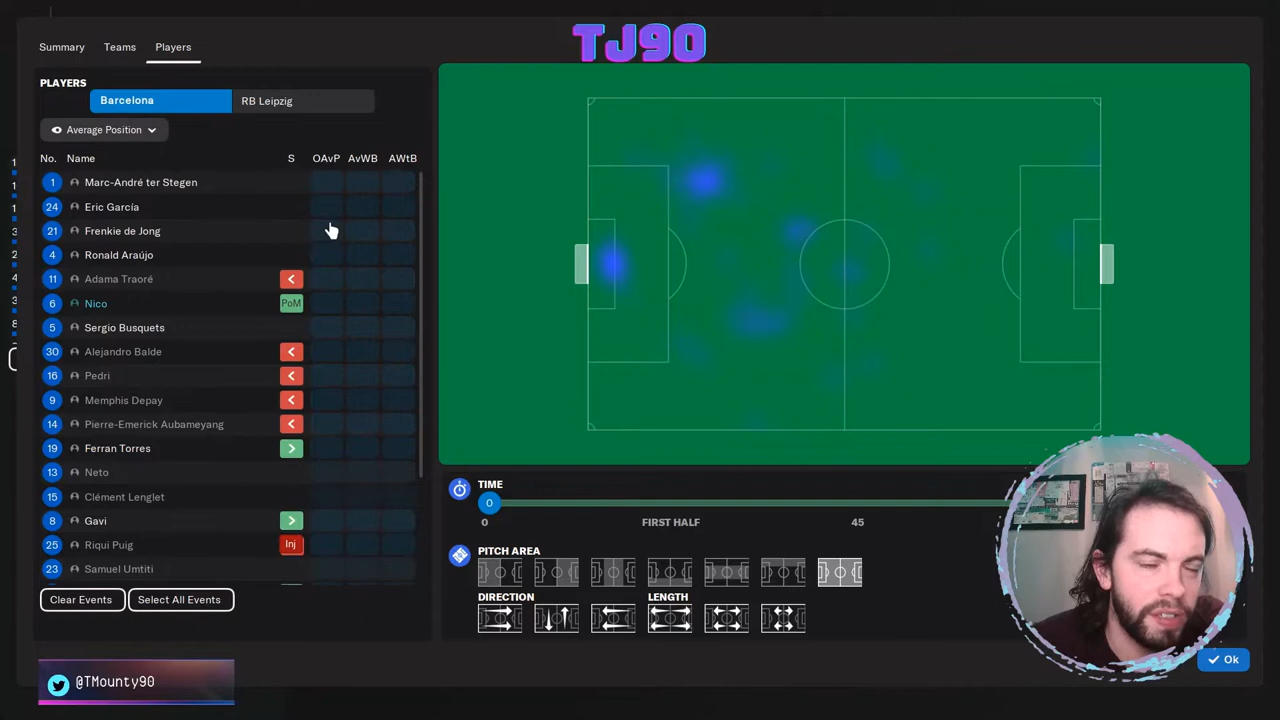 TJ90
Summary Teams Players
PLAYERS
Barcelona RB Leipzig
Average Position
No. Name S OAvP AvWB AWtB
1 Marc-André ter Stegen
24 Eric García
21 Frenkie de Jong
4 Ronald Araújo
11 Adama Traoré <
6 Nico PoM
5 Sergio Busquets
30 Alejandro Balde <
16 Pedri <
9 Memphis Depay <
14 Pierre-Emerick Aubameyang <
19 Ferran Torres >
13 Neto
15 Clément Lenglet
8 Gavi >
25 Riqui Puig Inj
23 Samuel Umtiti
Clear Events Select All Events
TIME
0
0 FIRST HALF 45
PITCH AREA
DIRECTION LENGTH
Ok
@TMounty90